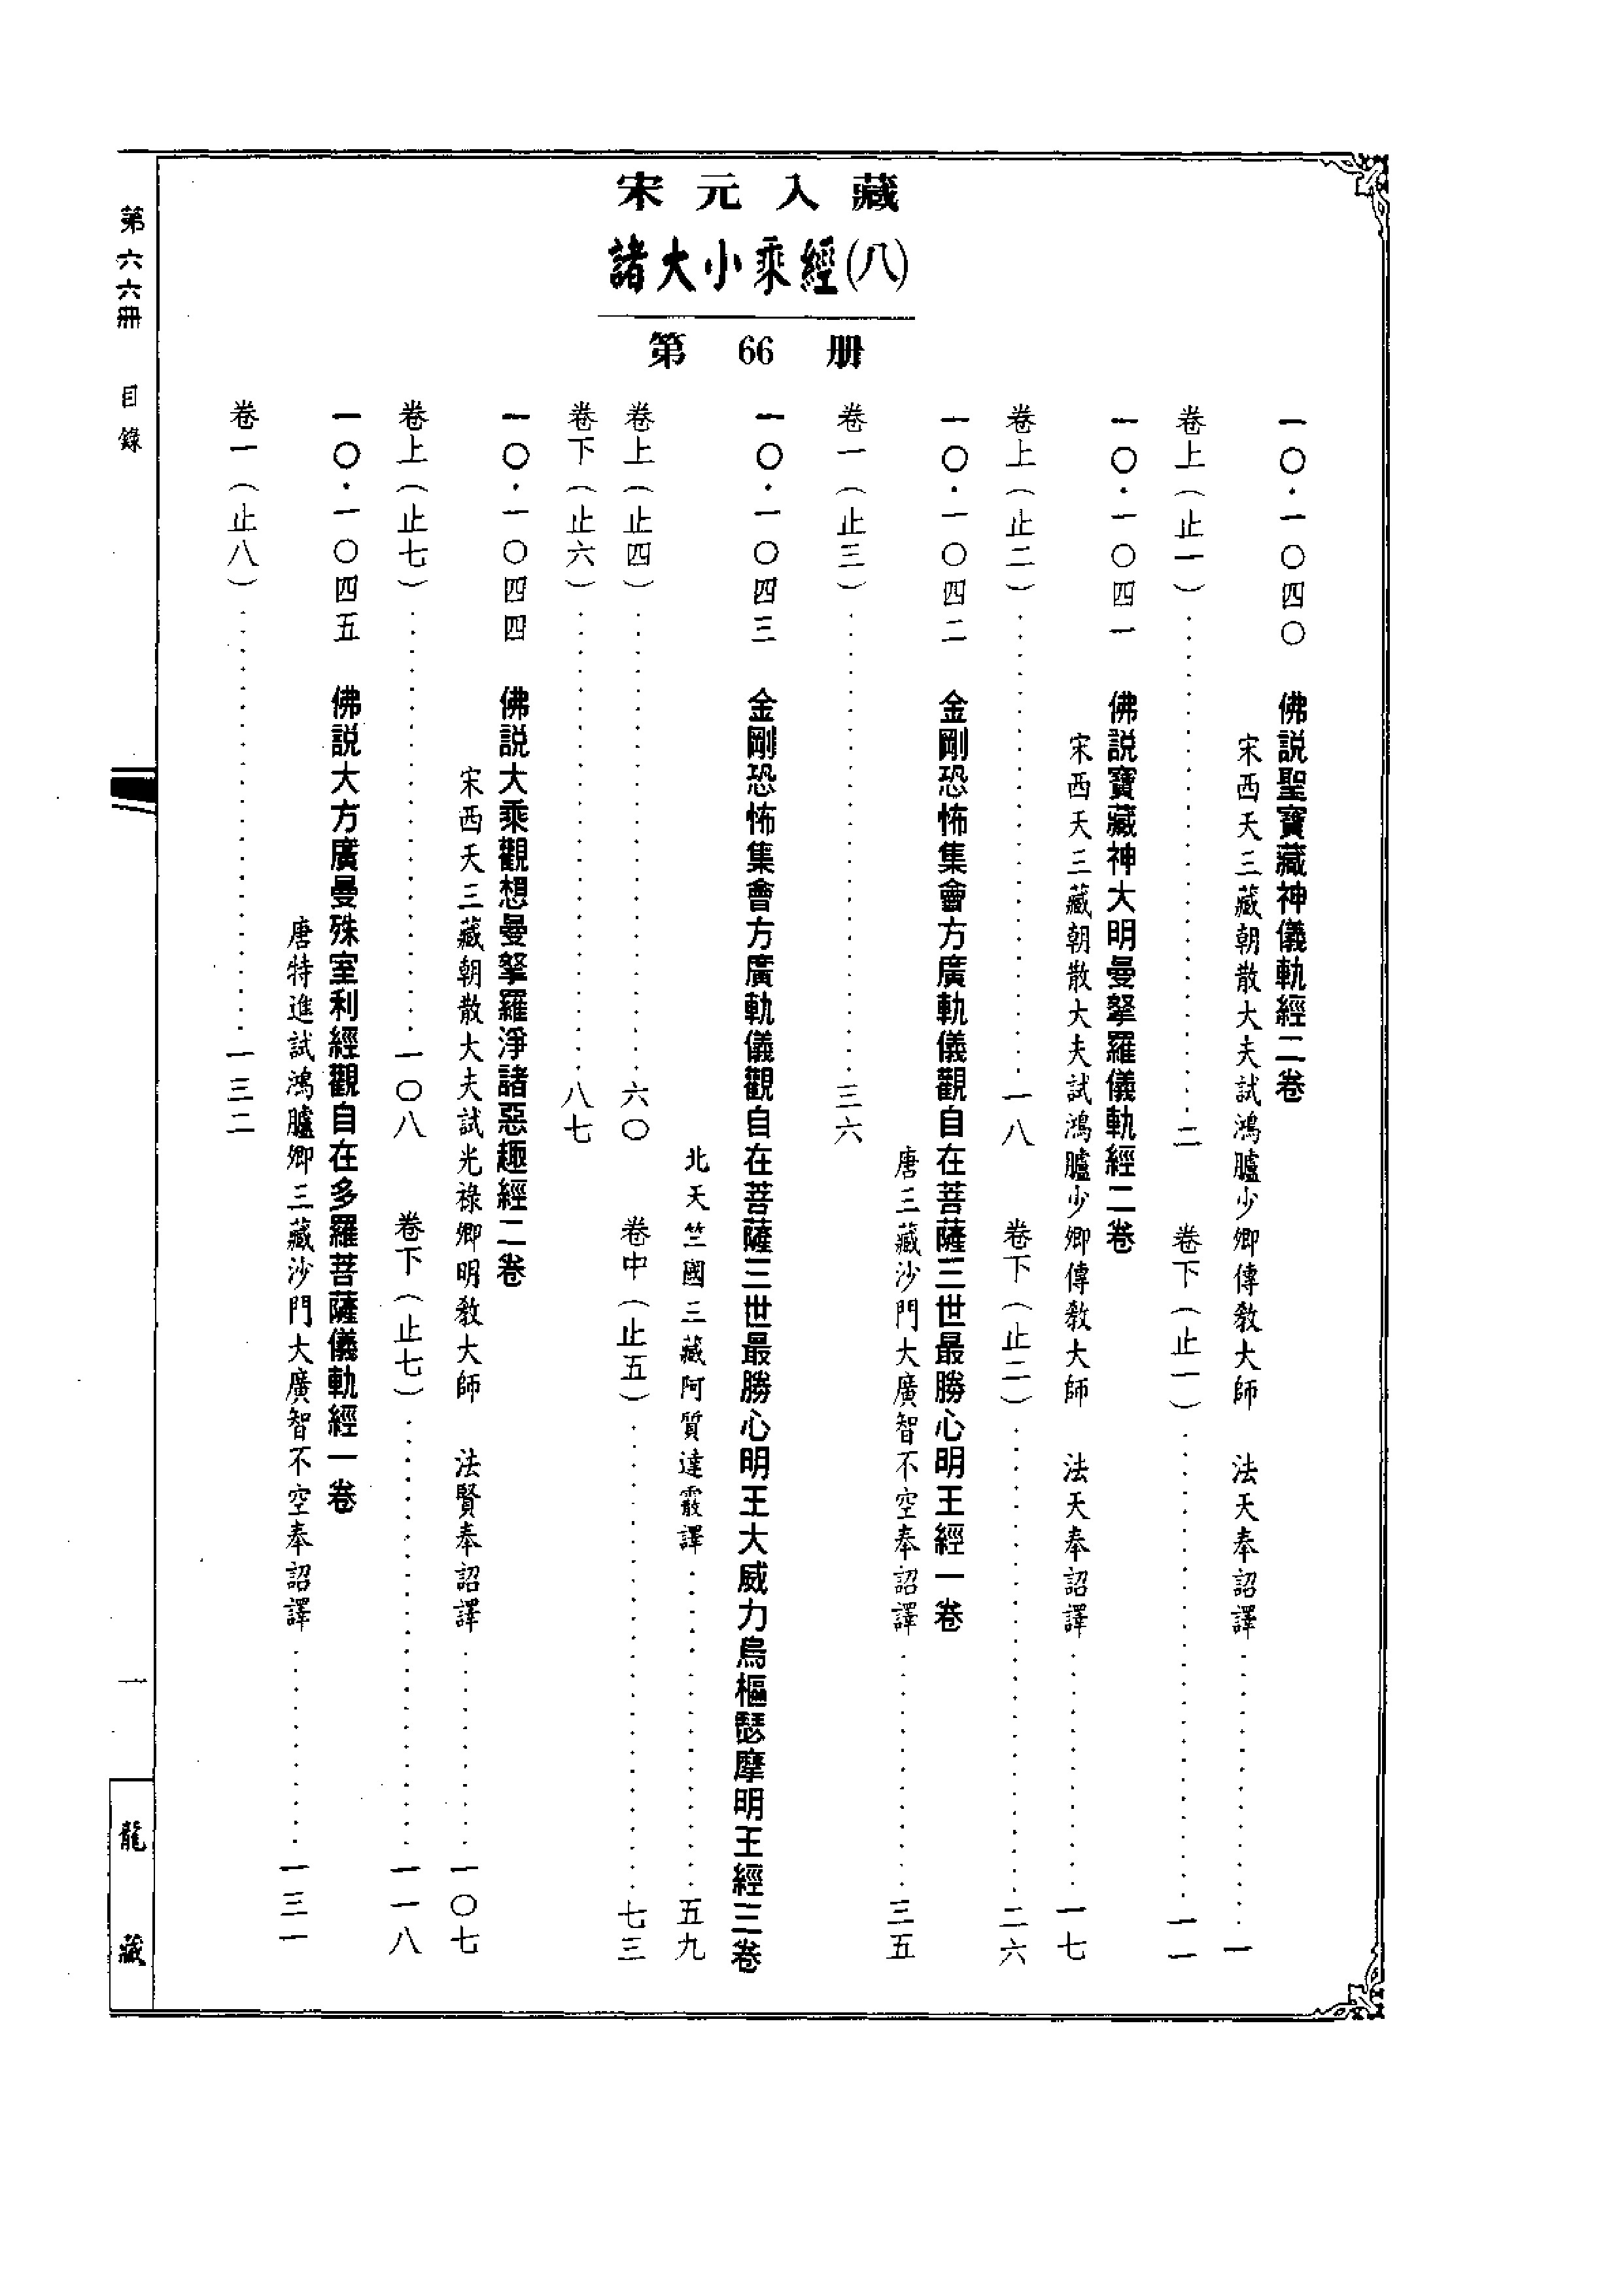 宋元入藏
諸大小乘經(八)
第66册
一〇·一〇四〇　佛説聖寶藏神儀軌經二卷
宋西天三藏朝散大夫試鴻臚少卿傳教大師　法天奉詔譯……………一
卷上(止一)……………二　卷下(止一)……………一一
一〇·一〇四一　佛説寶藏神大明曼拏羅儀軌經二卷
宋西天三藏朝散大夫試鴻臚少卿傳教大師　法天奉詔譯……………一七
卷上(止二)……………一八　卷下(止二)……………二六
一〇·一〇四二　金剛恐怖集會方廣軌儀觀自在菩薩三世最勝心明王經一卷
唐三藏沙門大廣智不空奉詔譯……………三五
卷一(止三)……………三六
一〇·一〇四三　金剛恐怖集會方廣軌儀觀自在菩薩三世最勝心明王大威力烏樞瑟摩明王經三卷
北天竺國三藏阿質達霰譯……………五九
卷上(止四)……………六〇　卷中(止五)……………七三
卷下(止六)……………八七
一〇·一〇四四　佛説大乘觀想曼拏羅淨諸惡趣經二卷
宋西天三藏朝散大夫試光祿卿明教大師　法賢奉詔譯……………一〇七
卷上(止七)……………一〇八　卷下(止七)……………一一八
一〇·一〇四五　佛説大方廣曼殊室利經觀自在多羅菩薩儀軌經一卷
唐特進試鴻臚卿三藏沙門大廣智不空奉詔譯……………一三一
卷一(止八)……………一三二
第六六冊　目錄
一
龍藏